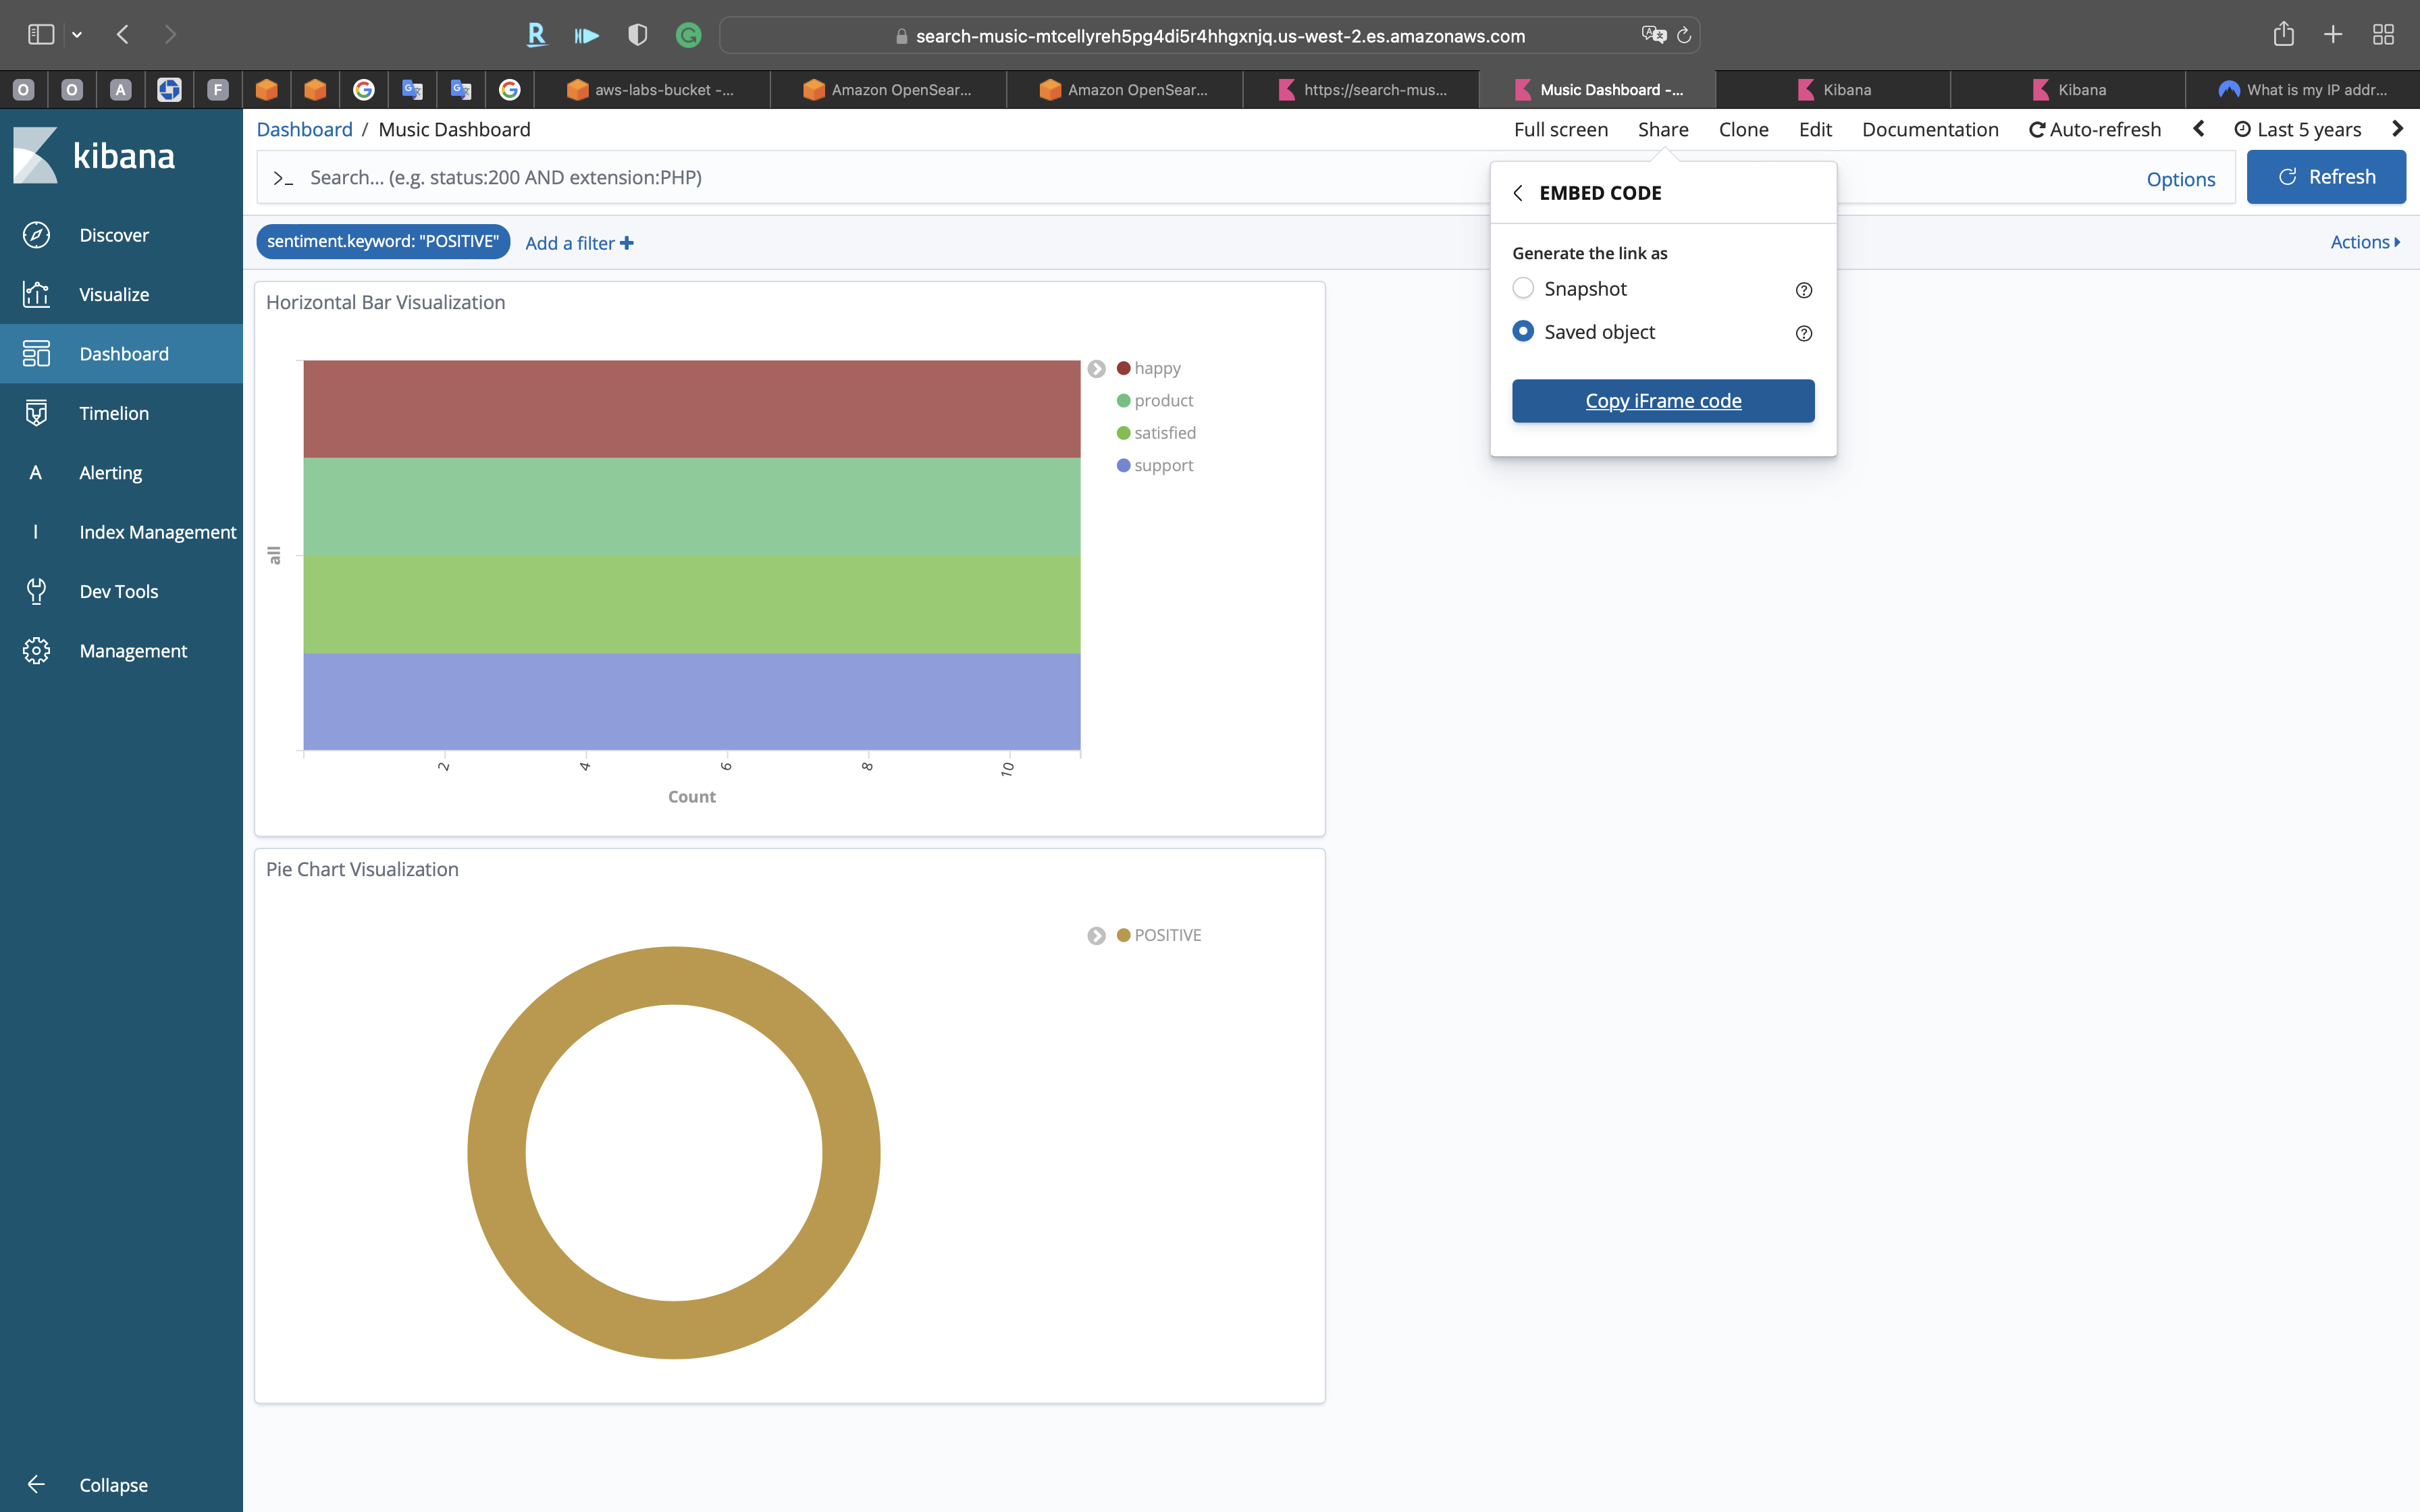 search-music-mtcellyreh5pg4di5r4hhgxnjq.us-west-2.es.amazonaws.com
O O A F aws-labs-bucket -... Amazon OpenSear... Amazon OpenSear... https://search-mus... Music Dashboard -... Kibana Kibana What is my IP addr...
kibana
Discover
Visualize
Dashboard
Timelion
A Alerting
I Index Management
Dev Tools
Management
Collapse
Dashboard / Music Dashboard
Full screen Share Clone Edit Documentation Auto-refresh Last 5 years
>_ Search... (e.g. status:200 AND extension:PHP)
Options
Refresh
sentiment.keyword: "POSITIVE" Add a filter +
Actions
EMBED CODE
Generate the link as
Snapshot
Saved object
Copy iFrame code
Horizontal Bar Visualization
happy
product
satisfied
support
all
2 4 6 8 10
Count
Pie Chart Visualization
POSITIVE